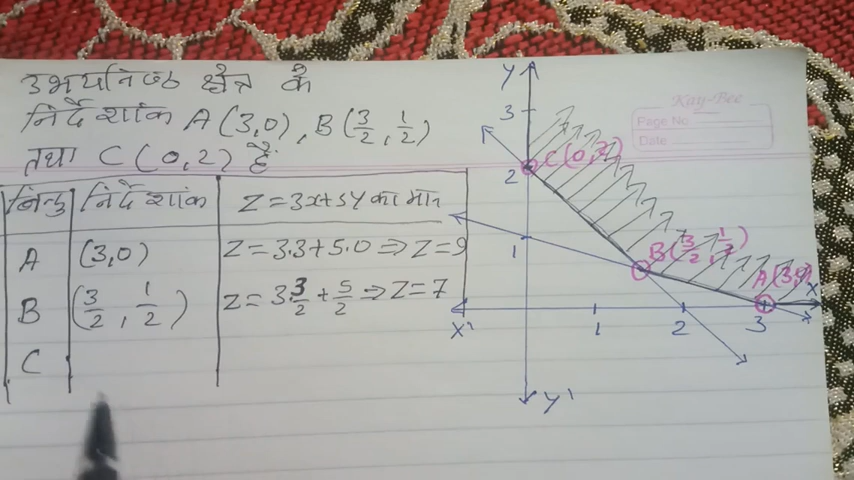 उभयनिष्ठ क्षेत्र के
निर्देशांक A(3,0), B(3/2, 1/2)
तथा C(0,2) हैं
बिन्दु निर्देशांक Z=3x+5y का मान
A (3,0) Z=3.3+5.0⇒Z=9
B (3/2, 1/2) Z=3.3/2+5/2⇒Z=7
C
Kay-Bee
Page No
Date
Y
3
C(0,2)
2
1
B(3/2, 1/2)
A(3,0)
X
X'
1
2
3
Y'